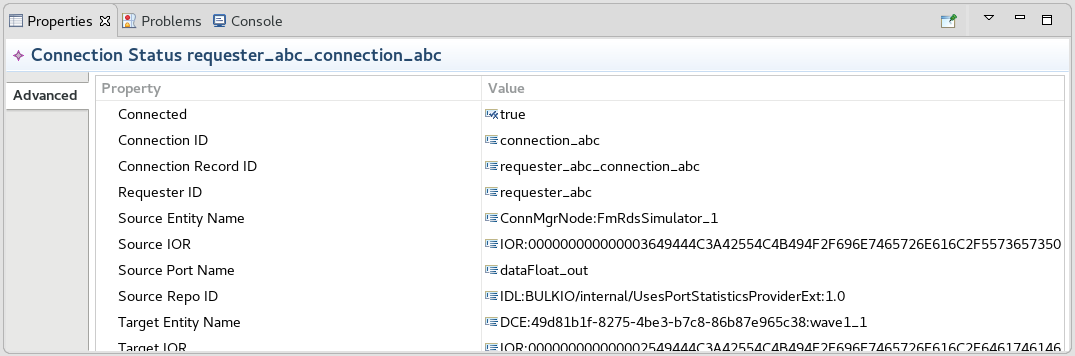 Properties Problems Console
Connection Status requester_abc_connection_abc
Advanced
Property Value
Connected true
Connection ID connection_abc
Connection Record ID requester_abc_connection_abc
Requester ID requester_abc
Source Entity Name ConnMgrNode:FmRdsSimulator_1
Source IOR IOR:000000000000003649444C3A42554C4B494F2F696E7465726E616C2F5573657350
Source Port Name dataFloat_out
Source Repo ID IDL:BULKIO/internal/UsesPortStatisticsProviderExt:1.0
Target Entity Name DCE:49d81b1f-8275-4be3-b7c8-86b87e965c38:wave1_1
Target IOR IOR:000000000000002549444C3A42554C4B494F2F696E7465726E616C2E6461746146